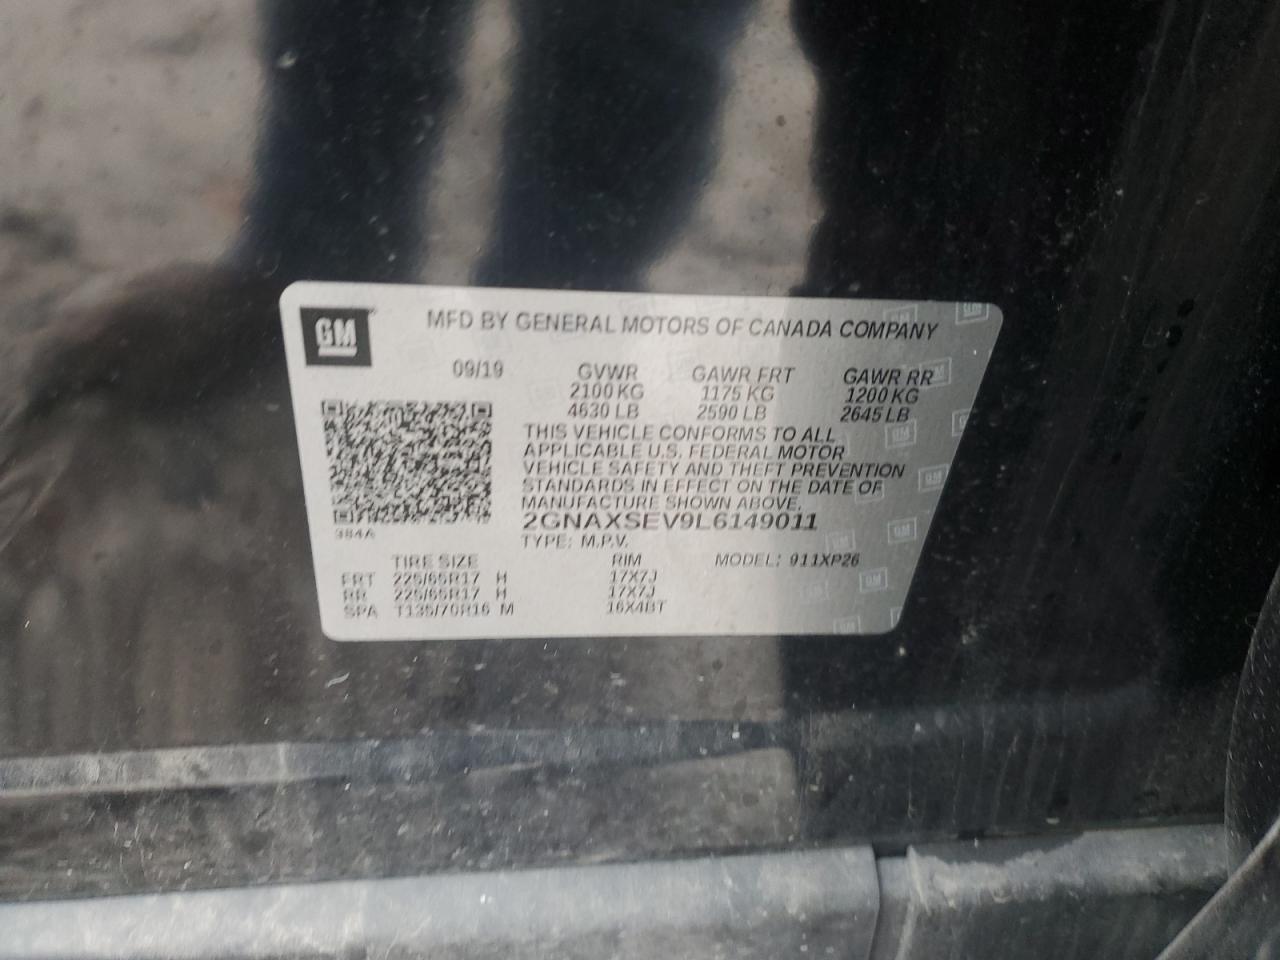 GM
MFD BY GENERAL MOTORS OF CANADA COMPANY
09/19 GVWR GAWR FRT GAWR RR
2100 KG 1175 KG 1200 KG
4630 LB 2590 LB 2645 LB
THIS VEHICLE CONFORMS TO ALL
APPLICABLE U.S. FEDERAL MOTOR
VEHICLE SAFETY AND THEFT PREVENTION
STANDARDS IN EFFECT ON THE DATE OF
MANUFACTURE SHOWN ABOVE.
2GNAXSEV9L6149011
384A
TYPE: M.P.V.
TIRE SIZE RIM MODEL: 911XP26
FRT 225/65R17 H 17X7J
RR 225/65R17 H 17X7J
SPA T135/70R16 M 16X4BT